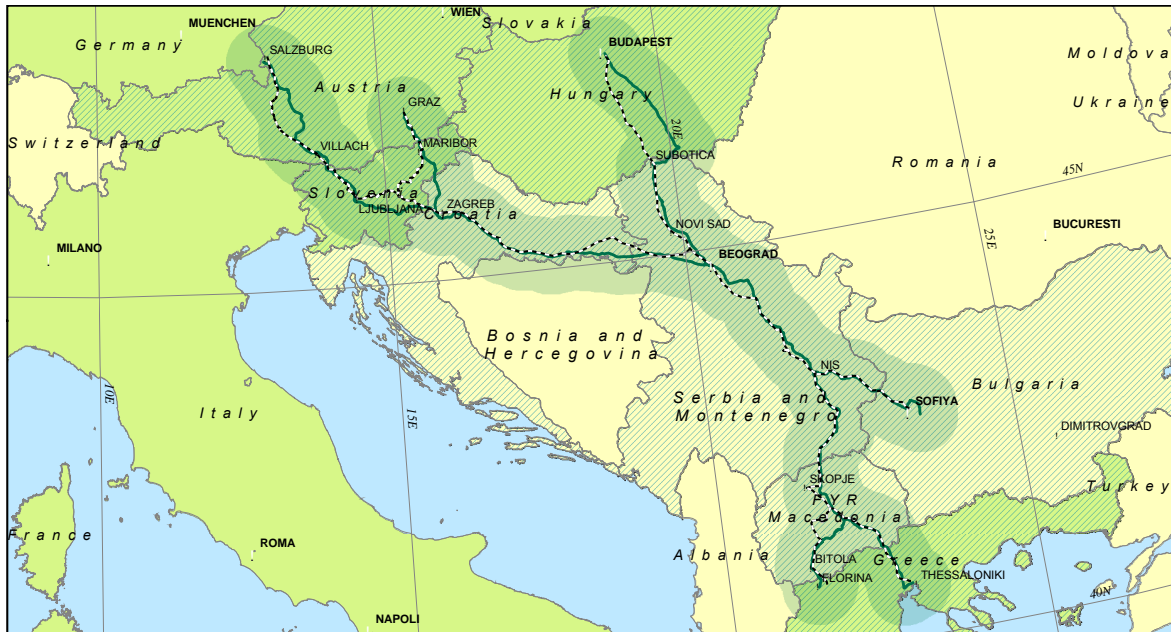 MUENCHEN
WIEN
Slovakia
Germany
SALZBURG
BUDAPEST
Moldova
Austria
Hungary
GRAZ
Ukraine
20E
Switzerland
MARIBOR
VILLACH
SUBOTICA
Romania
45N
Slovenia
LJUBLJANA
ZAGREB
Croatia
NOVI SAD
BUCURESTI
25E
MILANO
BEOGRAD
Bosnia and
Hercegovina
NIS
10E
15E
Italy
Serbia and
Montenegro
Bulgaria
SOFIYA
DIMITROVGRAD
SKOPJE
Turkey
FYR
Macedonia
France
ROMA
Albania
BITOLA
Greece
FLORINA
THESSALONIKI
40N
NAPOLI